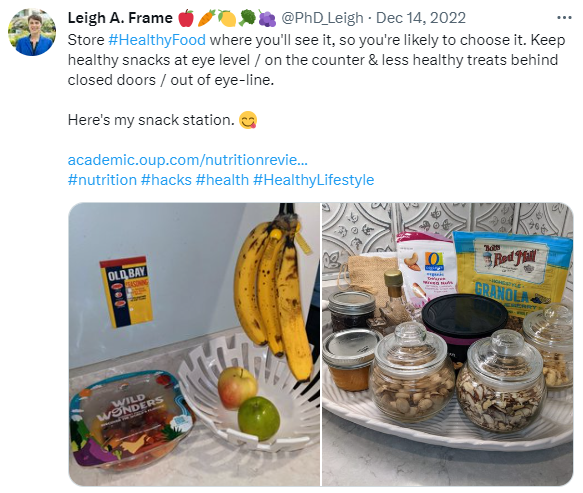 Leigh A. Frame 🍎🥕🍋🥦🍇 @PhD_Leigh · Dec 14, 2022
Store #HealthyFood where you'll see it, so you're likely to choose it. Keep
healthy snacks at eye level / on the counter & less healthy treats behind
closed doors / out of eye-line.
Here's my snack station. 😋
academic.oup.com/nutritionrevie...
#nutrition #hacks #health #HealthyLifestyle
OLD BAY
SEASONING
WILD
WONDERS
O
organic
Bob's
Red Mill
HOMESTYLE
GRANOLA